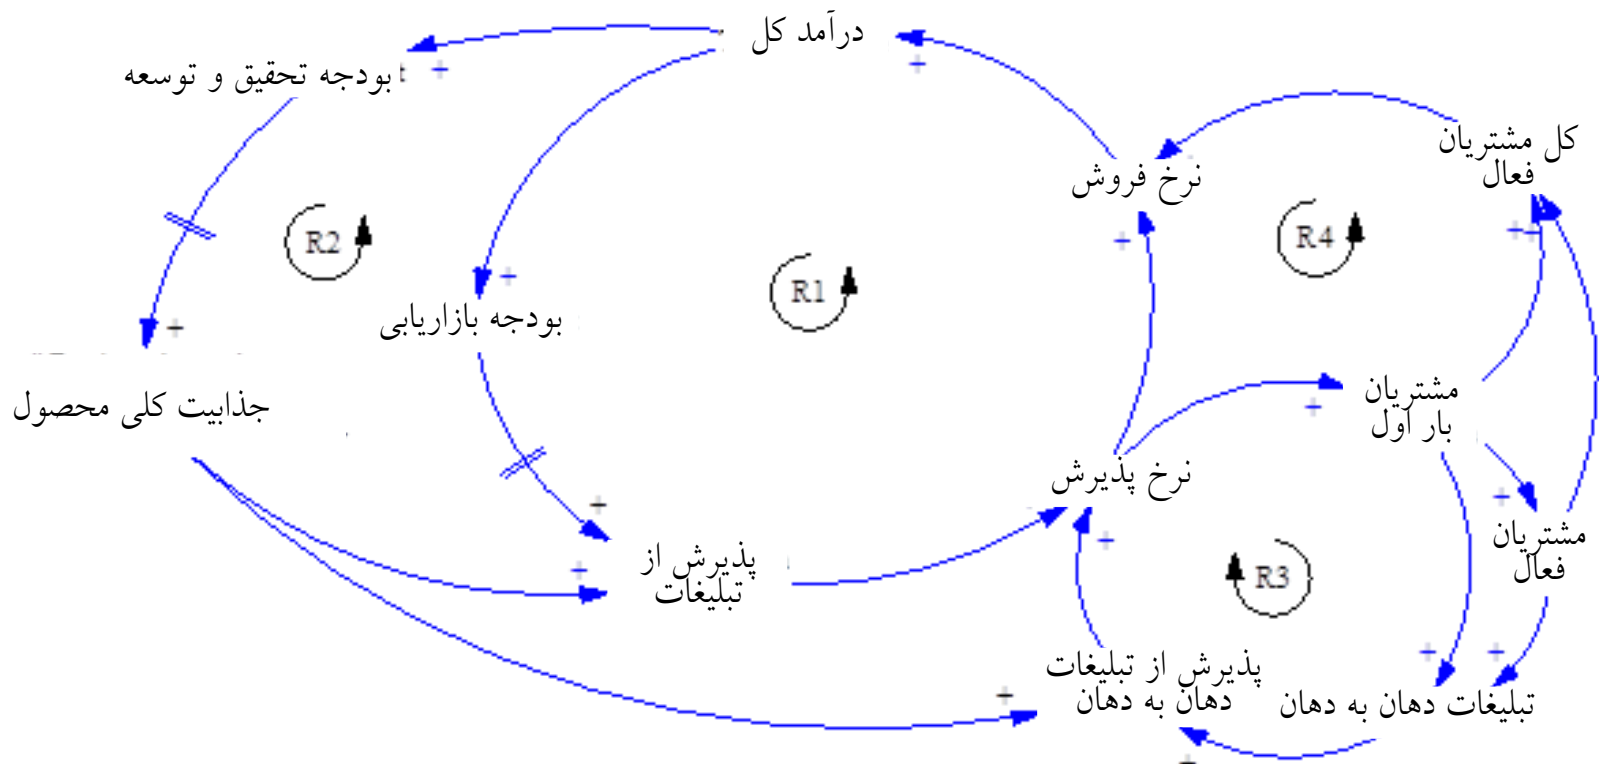 درآمد کل
بودجه تحقیق و توسعه
+
+
کل مشتریان
فعال
نرخ فروش
R2
R4
+
++
R1
+
+
بودجه بازاریابی
جذابیت کلی محصول
مشتریان
بار اول
+
نرخ پذیرش
+
+
مشتریان
فعال
پذیرش از
تبلیغات
+
+
R3
پذیرش از تبلیغات
دهان به دهان
+
+
+
تبلیغات دهان به دهان
+